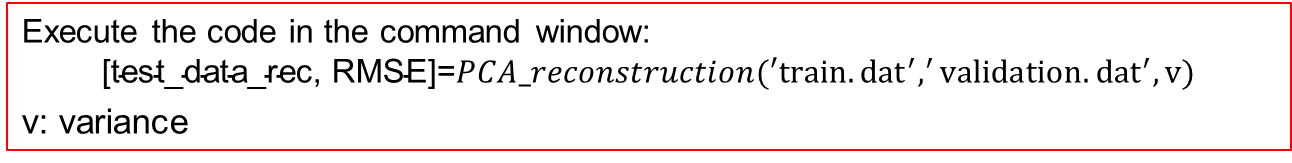 Execute the code in the command window:
[test_data_rec, RMSE]=PCA_reconstruction('train. dat',' validation. dat', v)
v: variance